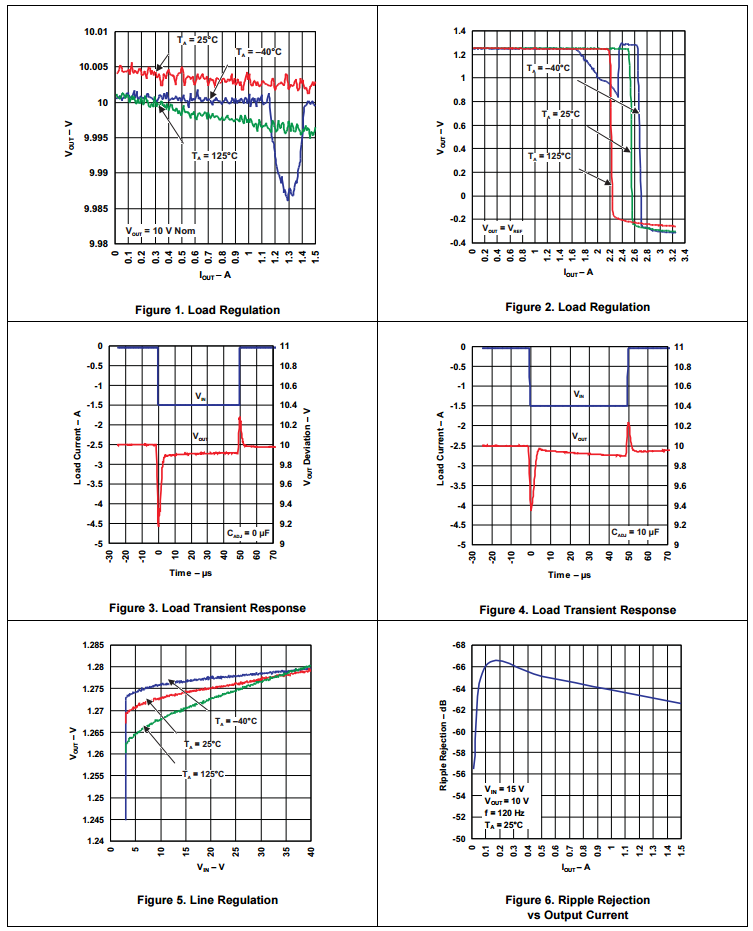 10.01
10.005
10
9.995
9.99
9.985
9.98
VOUT – V
TA = 25°C
TA = –40°C
TA = 125°C
VOUT = 10 V Nom
0 0.1 0.2 0.3 0.4 0.5 0.6 0.7 0.8 0.9 1 1.1 1.2 1.3 1.4 1.5
IOUT – A
Figure 1. Load Regulation
1.4
1.2
1
0.8
0.6
0.4
0.2
0
-0.2
-0.4
VOUT – V
TA = –40°C
TA = 25°C
TA = 125°C
VOUT = VREF
0 0.2 0.4 0.6 0.8 1 1.2 1.4 1.6 1.8 2 2.2 2.4 2.6 2.8 3 3.2 3.4
IOUT – A
Figure 2. Load Regulation
0
-0.5
-1
-1.5
-2
-2.5
-3
-3.5
-4
-4.5
-5
Load Current – A
VIN
VOUT
CADJ = 0 µF
11
10.8
10.6
10.4
10.2
10
9.8
9.6
9.4
9.2
9
VOUT Deviation – V
-30 -20 -10 0 10 20 30 40 50 60 70
Time – µs
Figure 3. Load Transient Response
0
-0.5
-1
-1.5
-2
-2.5
-3
-3.5
-4
-4.5
-5
Load Current – A
VIN
VOUT
CADJ = 10 µF
11
10.8
10.6
10.4
10.2
10
9.8
9.6
9.4
9.2
9
-30 -20 -10 0 10 20 30 40 50 60 70
Time – µs
Figure 4. Load Transient Response
1.285
1.28
1.275
1.27
1.265
1.26
1.255
1.25
1.245
1.24
VOUT – V
TA = –40°C
TA = 25°C
TA = 125°C
0 5 10 15 20 25 30 35 40
VIN – V
Figure 5. Line Regulation
-68
-66
-64
-62
-60
-58
-56
-54
-52
-50
Ripple Rejection – dB
VIN = 15 V
VOUT = 10 V
f = 120 Hz
TA = 25°C
0 0.1 0.2 0.3 0.4 0.5 0.6 0.7 0.8 0.9 1 1.1 1.2 1.3 1.4 1.5
IOUT – A
Figure 6. Ripple Rejection
vs Output Current